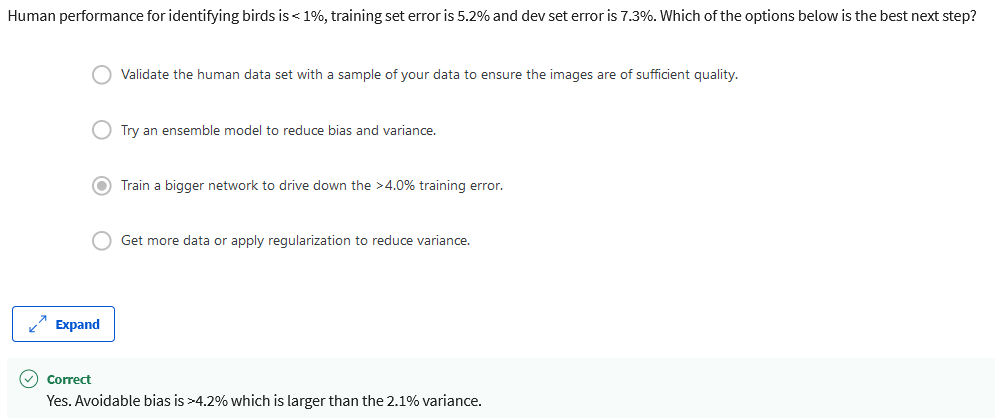 Human performance for identifying birds is < 1%, training set error is 5.2% and dev set error is 7.3%. Which of the options below is the best next step?
Validate the human data set with a sample of your data to ensure the images are of sufficient quality.
Try an ensemble model to reduce bias and variance.
Train a bigger network to drive down the >4.0% training error.
Get more data or apply regularization to reduce variance.
Expand
Correct
Yes. Avoidable bias is >4.2% which is larger than the 2.1% variance.